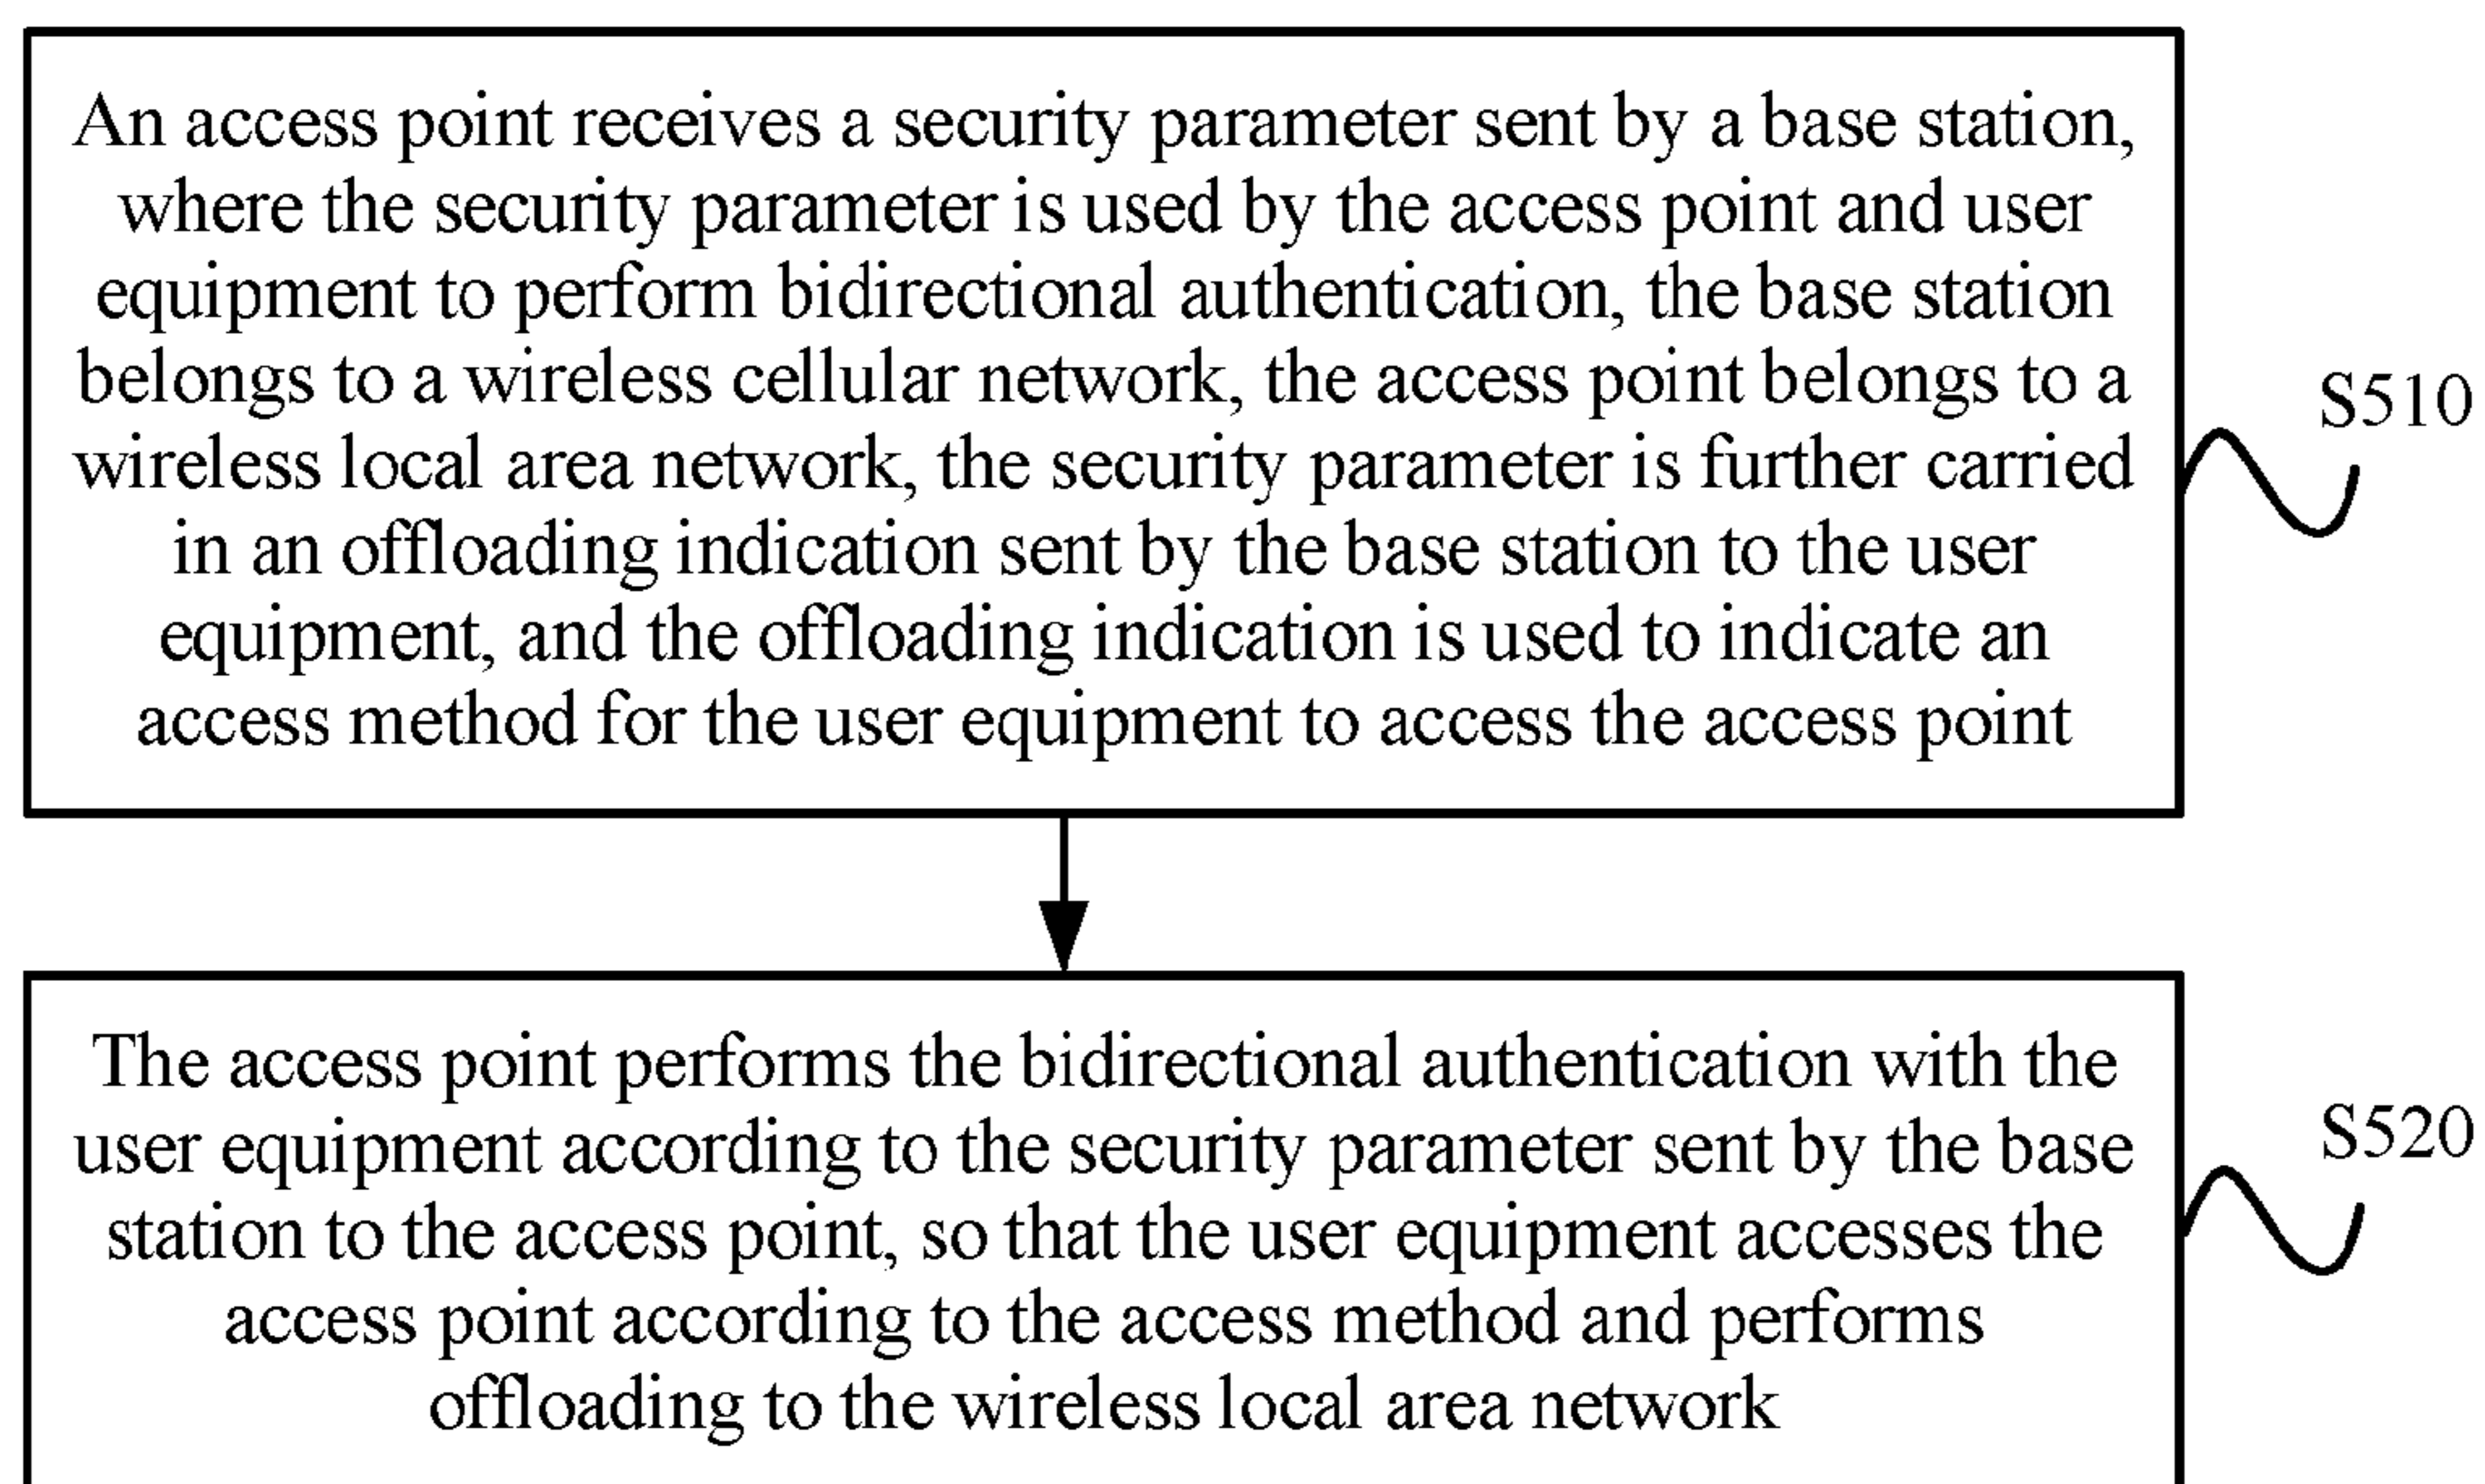 An access point receives a security parameter sent by a base station,
where the security parameter is used by the access point and user
equipment to perform bidirectional authentication, the base station
belongs to a wireless cellular network, the access point belongs to a
wireless local area network, the security parameter is further carried
in an offloading indication sent by the base station to the user
equipment, and the offloading indication is used to indicate an
access method for the user equipment to access the access point
S510
The access point performs the bidirectional authentication with the
user equipment according to the security parameter sent by the base
station to the access point, so that the user equipment accesses the
access point according to the access method and performs
offloading to the wireless local area network
S520